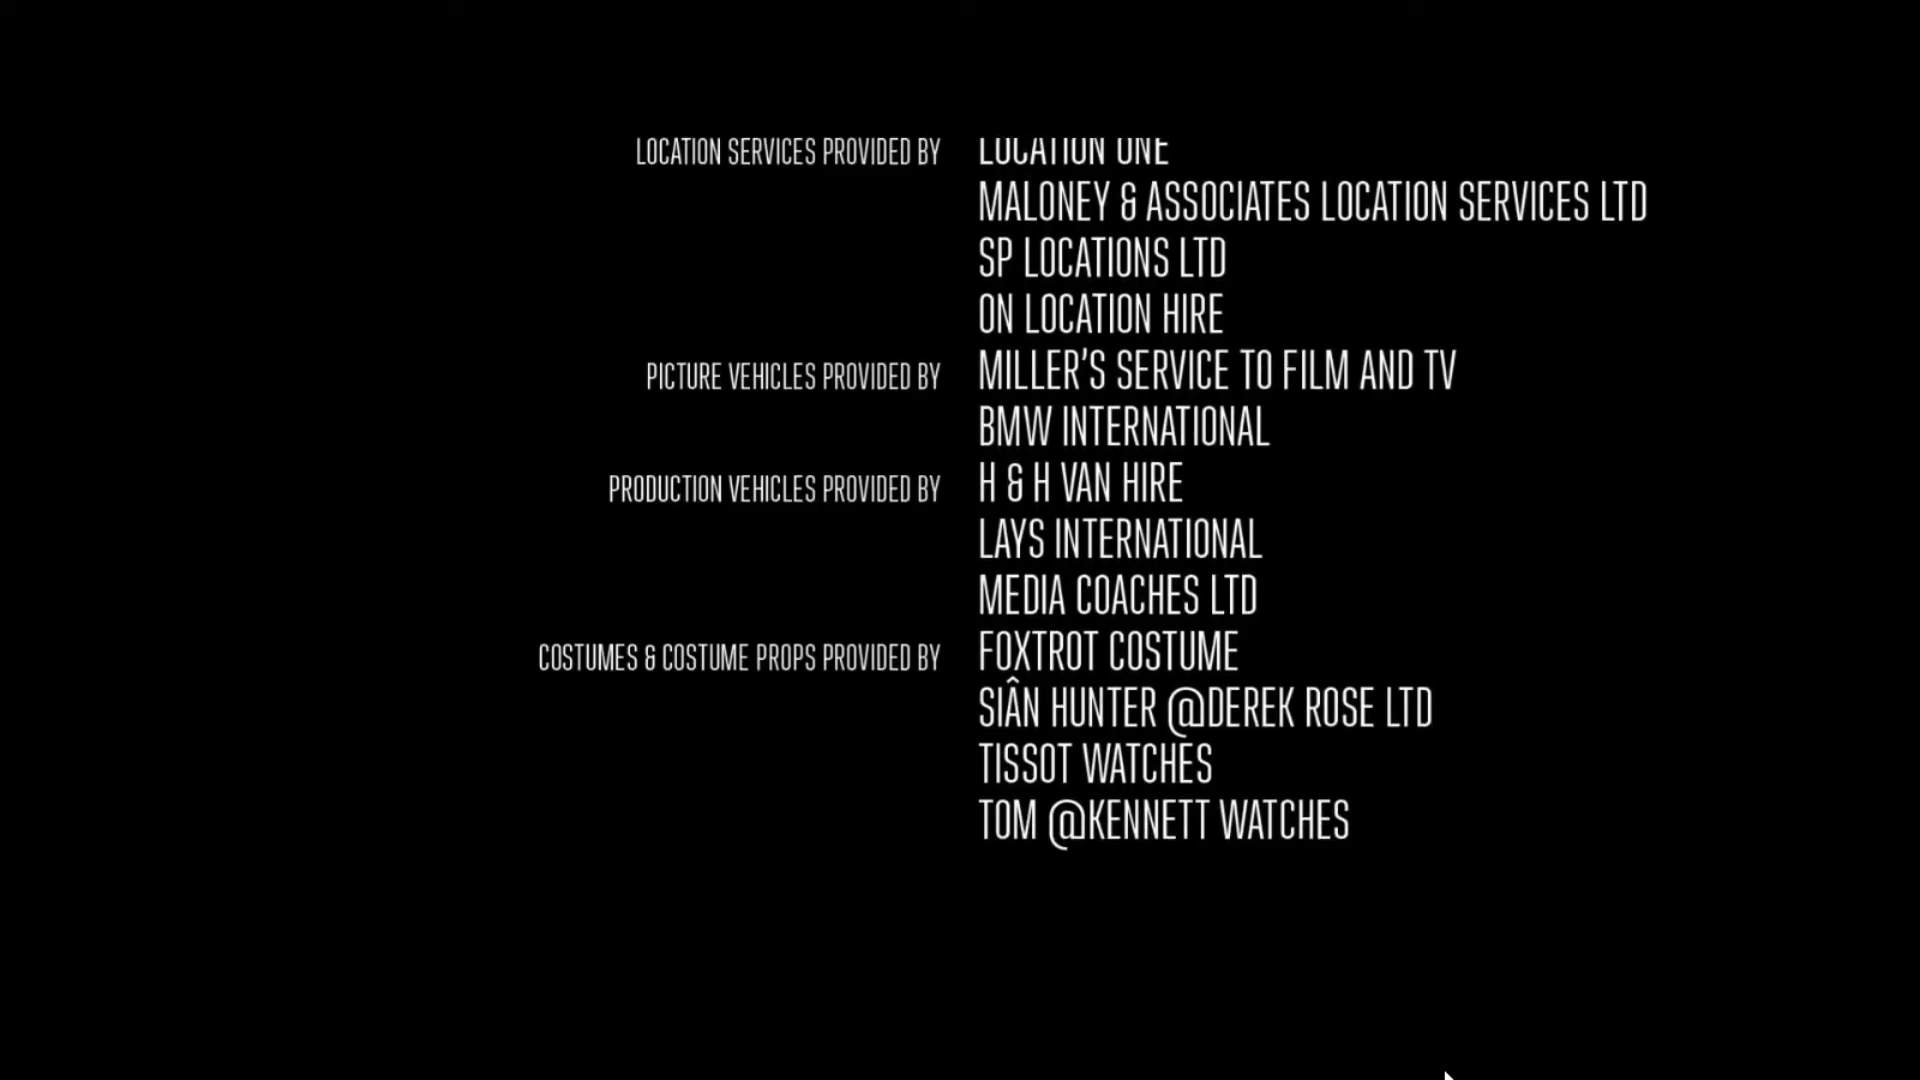 LOCATION SERVICES PROVIDED BY LOCATION ONE
MALONEY & ASSOCIATES LOCATION SERVICES LTD
SP LOCATIONS LTD
ON LOCATION HIRE
PICTURE VEHICLES PROVIDED BY MILLER'S SERVICE TO FILM AND TV
BMW INTERNATIONAL
PRODUCTION VEHICLES PROVIDED BY H & H VAN HIRE
LAYS INTERNATIONAL
MEDIA COACHES LTD
COSTUMES & COSTUME PROPS PROVIDED BY FOXTROT COSTUME
SIÂN HUNTER @DEREK ROSE LTD
TISSOT WATCHES
TOM @KENNETT WATCHES